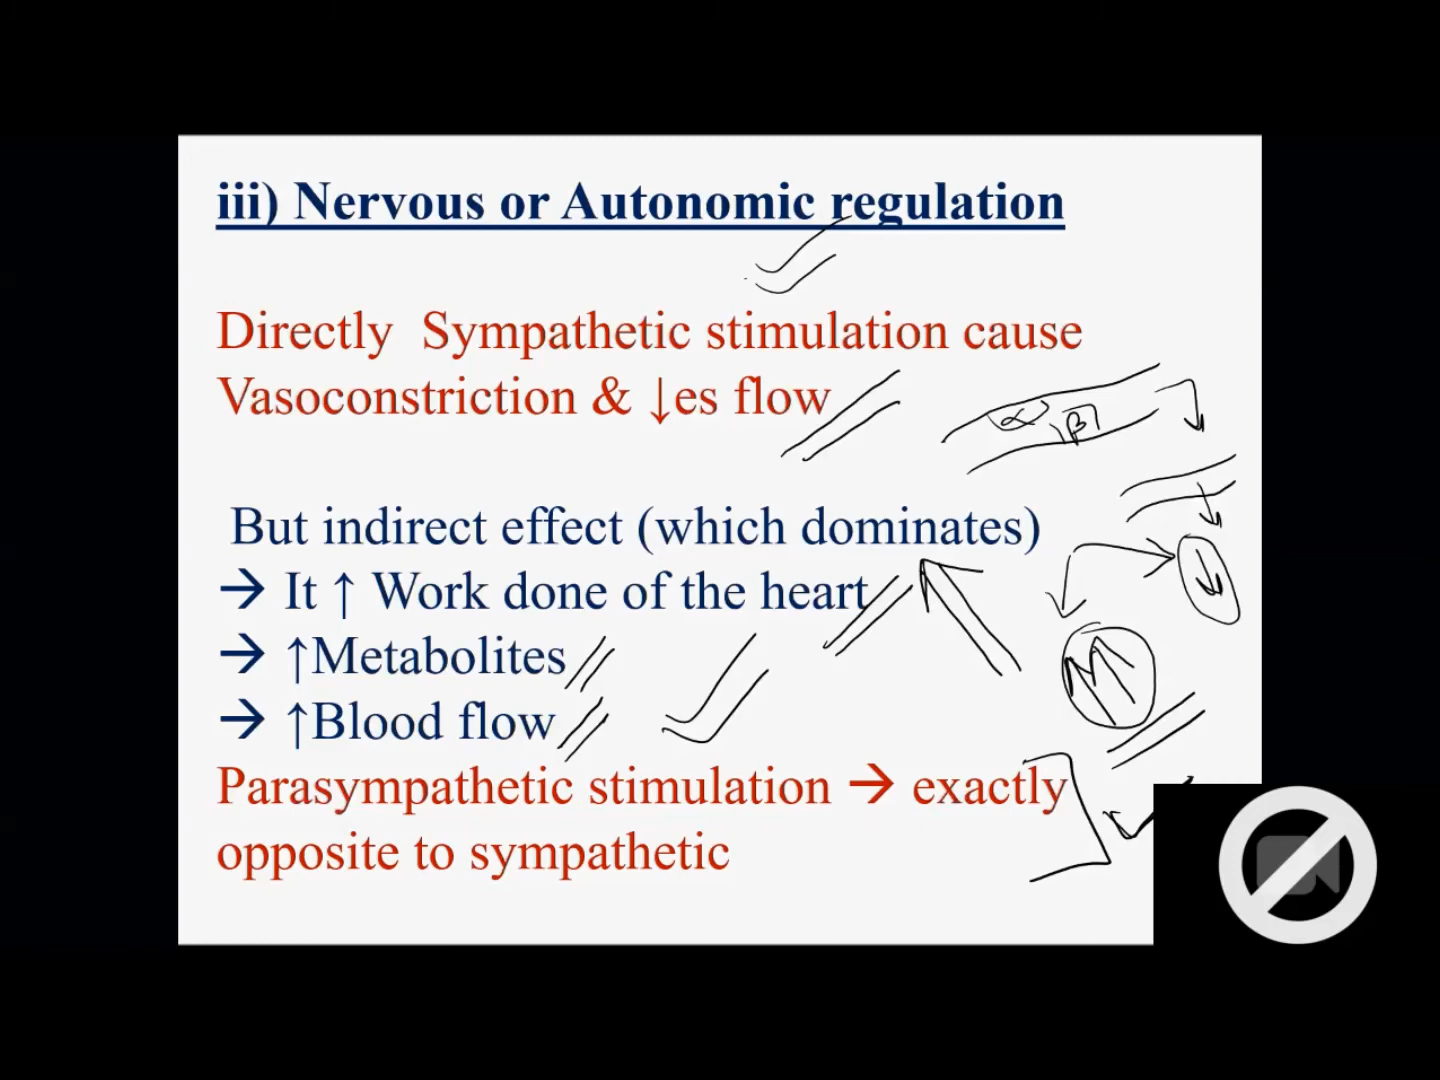 iii) Nervous or Autonomic regulation
Directly Sympathetic stimulation cause
Vasoconstriction & ↓es flow
α β
But indirect effect (which dominates)
→ It ↑ Work done of the heart
→ ↑Metabolites
M
→ ↑Blood flow
Parasympathetic stimulation → exactly
opposite to sympathetic